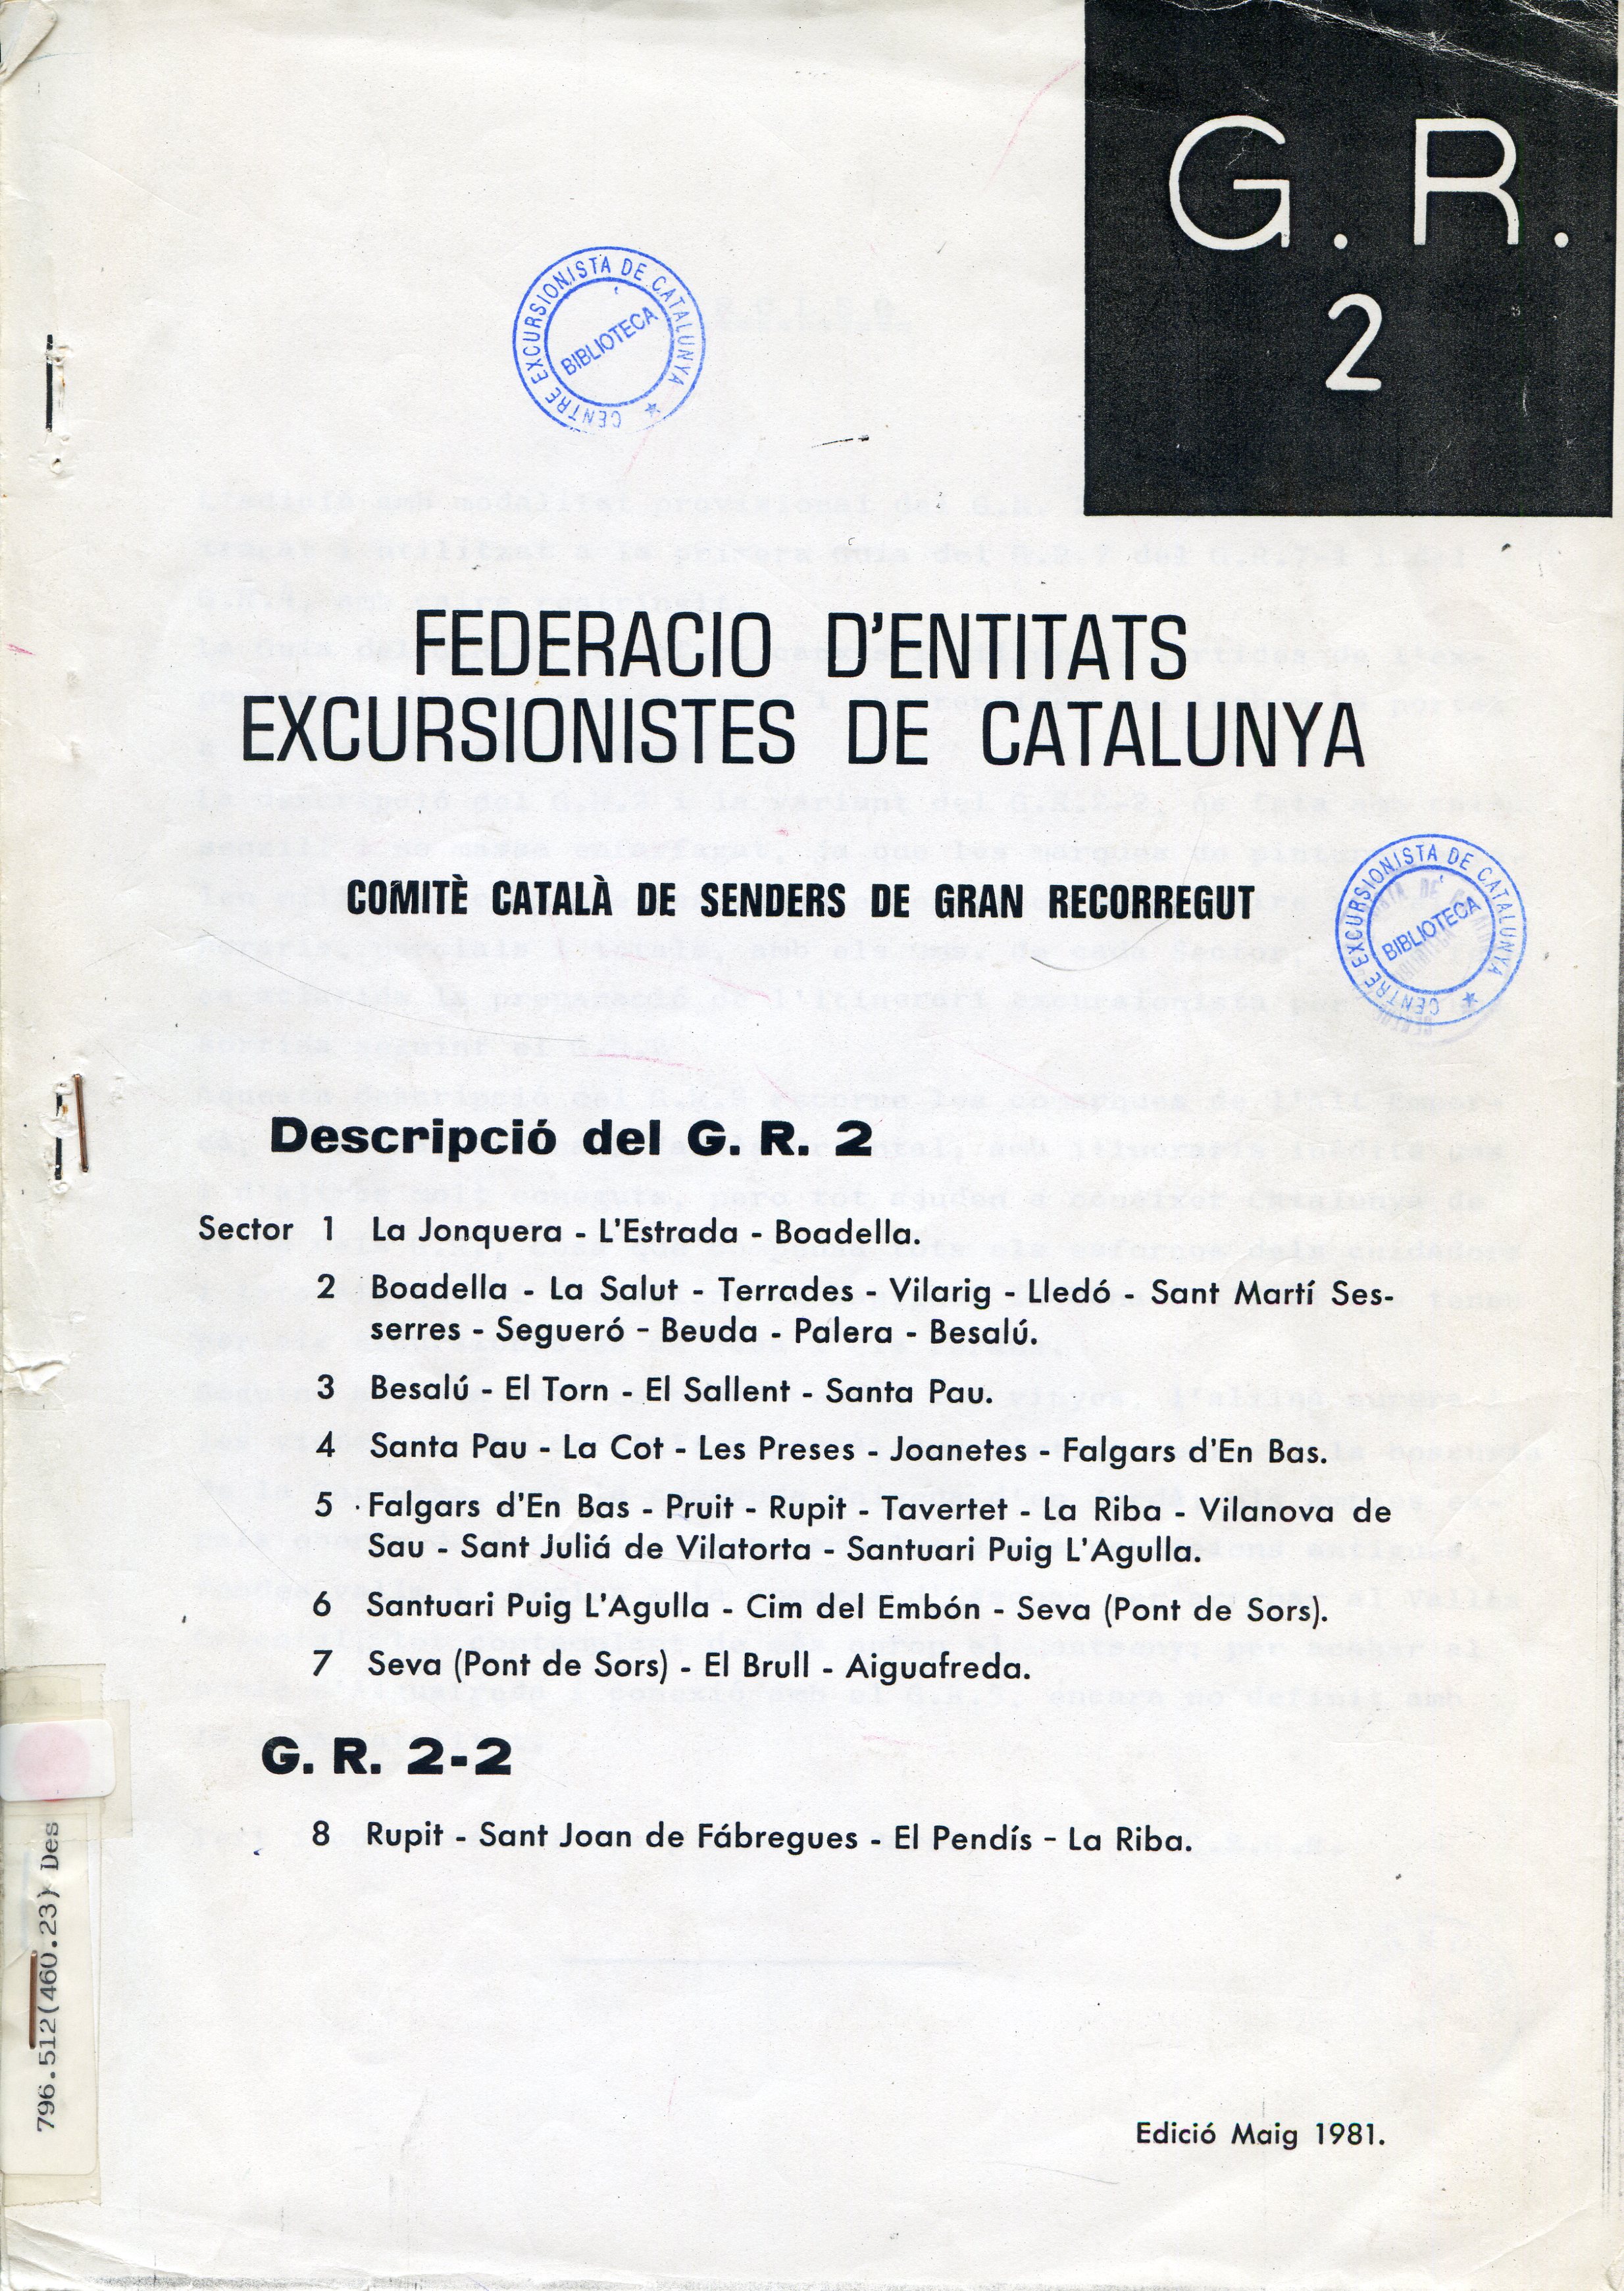 G. R.
2
CENTRE EXCURSIONISTA DE CATALUNYA
BIBLIOTECA
FEDERACIO D'ENTITATS
EXCURSIONISTES DE CATALUNYA
COMITÈ CATALÀ DE SENDERS DE GRAN RECORREGUT
CENTRE EXCURSIONISTA DE CATALUNYA
BIBLIOTECA
Descripció del G. R. 2
Sector 1 La Jonquera - L'Estrada - Boadella.
2 Boadella - La Salut - Terrades - Vilarig - Lledó - Sant Martí Ses-
serres - Segueró - Beuda - Palera - Besalú.
3 Besalú - El Torn - El Sallent - Santa Pau.
4 Santa Pau - La Cot - Les Preses - Joanetes - Falgars d'En Bas.
5 Falgars d'En Bas - Pruit - Rupit - Tavertet - La Riba - Vilanova de
Sau - Sant Juliá de Vilatorta - Santuari Puig L'Agulla.
6 Santuari Puig L'Agulla - Cim del Embón - Seva (Pont de Sors).
7 Seva (Pont de Sors) - El Brull - Aiguafreda.
G. R. 2-2
8 Rupit - Sant Joan de Fábregues - El Pendís - La Riba.
796.512(460.23) Des
Edició Maig 1981.